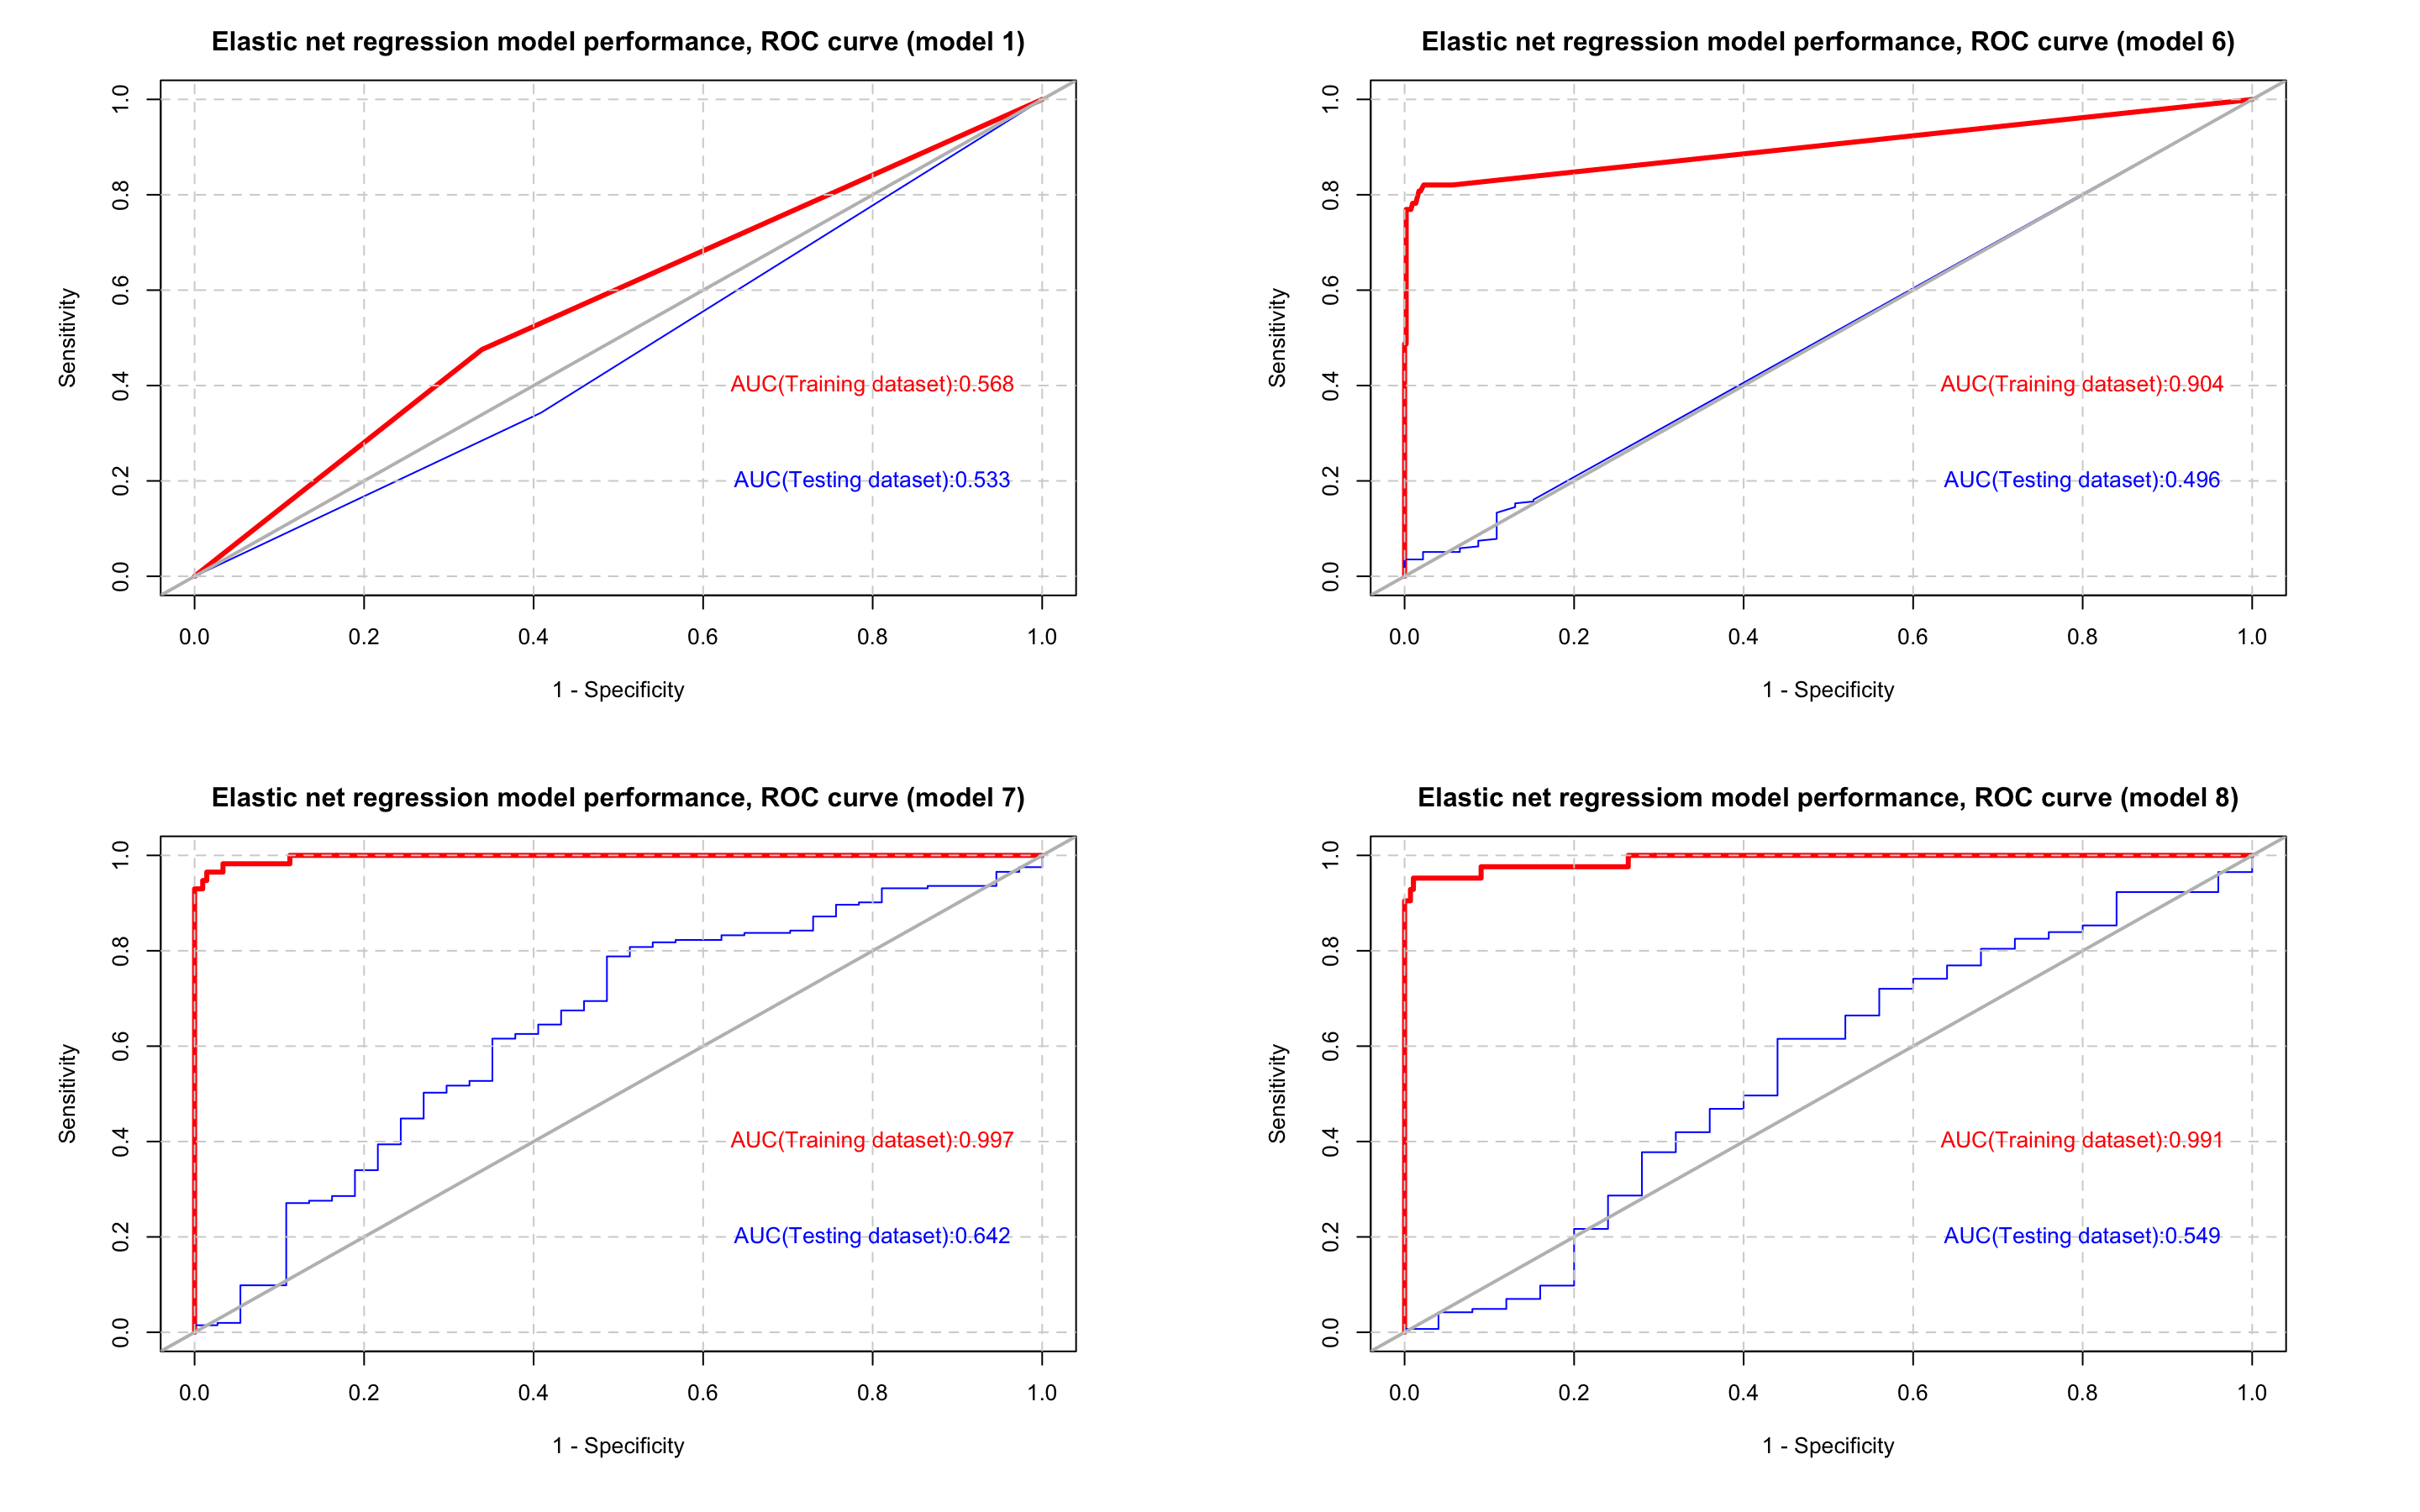 Elastic net regression model performance, ROC curve (model 1)
1.0
0.8
0.6
0.4
0.2
0.0
Sensitivity
AUC(Training dataset):0.568
AUC(Testing dataset):0.533
0.0 0.2 0.4 0.6 0.8 1.0
1 - Specificity
Elastic net regression model performance, ROC curve (model 6)
1.0
0.8
0.6
0.4
0.2
0.0
Sensitivity
AUC(Training dataset):0.904
AUC(Testing dataset):0.496
0.0 0.2 0.4 0.6 0.8 1.0
1 - Specificity
Elastic net regression model performance, ROC curve (model 7)
1.0
0.8
0.6
0.4
0.2
0.0
Sensitivity
AUC(Training dataset):0.997
AUC(Testing dataset):0.642
0.0 0.2 0.4 0.6 0.8 1.0
1 - Specificity
Elastic net regressiom model performance, ROC curve (model 8)
1.0
0.8
0.6
0.4
0.2
0.0
Sensitivity
AUC(Training dataset):0.991
AUC(Testing dataset):0.549
0.0 0.2 0.4 0.6 0.8 1.0
1 - Specificity